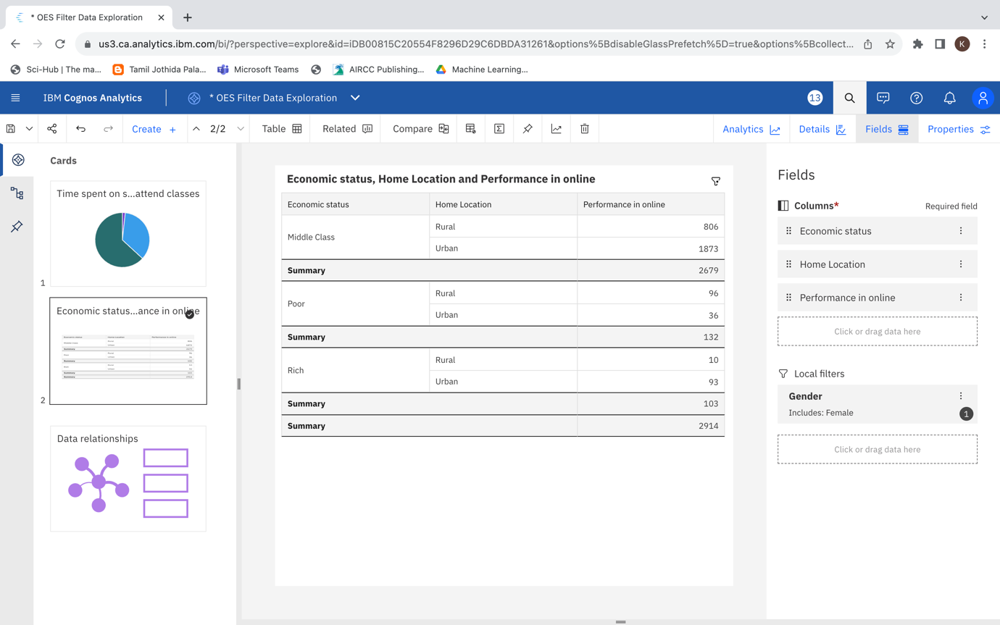 * OES Filter Data Exploration
us3.ca.analytics.ibm.com/bi/?perspective=explore&id=iDB00815C20554F8296D29C6DBDA31261&options%5BdisableGlassPrefetch%5D=true&options%5Bcollect...
K
Sci-Hub | The ma...
Tamil Jothida Pala...
Microsoft Teams
AIRCC Publishing...
Machine Learning...
IBM Cognos Analytics
* OES Filter Data Exploration
13
Create +
2/2
Table
Related
Compare
Analytics
Details
Fields
Properties
Cards
Time spent on s...attend classes
1
Economic status...ance in online
2
Data relationships
Economic status, Home Location and Performance in online
Economic status Home Location Performance in online
Middle Class Rural 806
Urban 1873
Summary 2679
Poor Rural 96
Urban 36
Summary 132
Rich Rural 10
Urban 93
Summary 103
Summary 2914
Fields
Columns* Required field
Economic status
Home Location
Performance in online
Click or drag data here
Local filters
Gender
Includes: Female 1
Click or drag data here